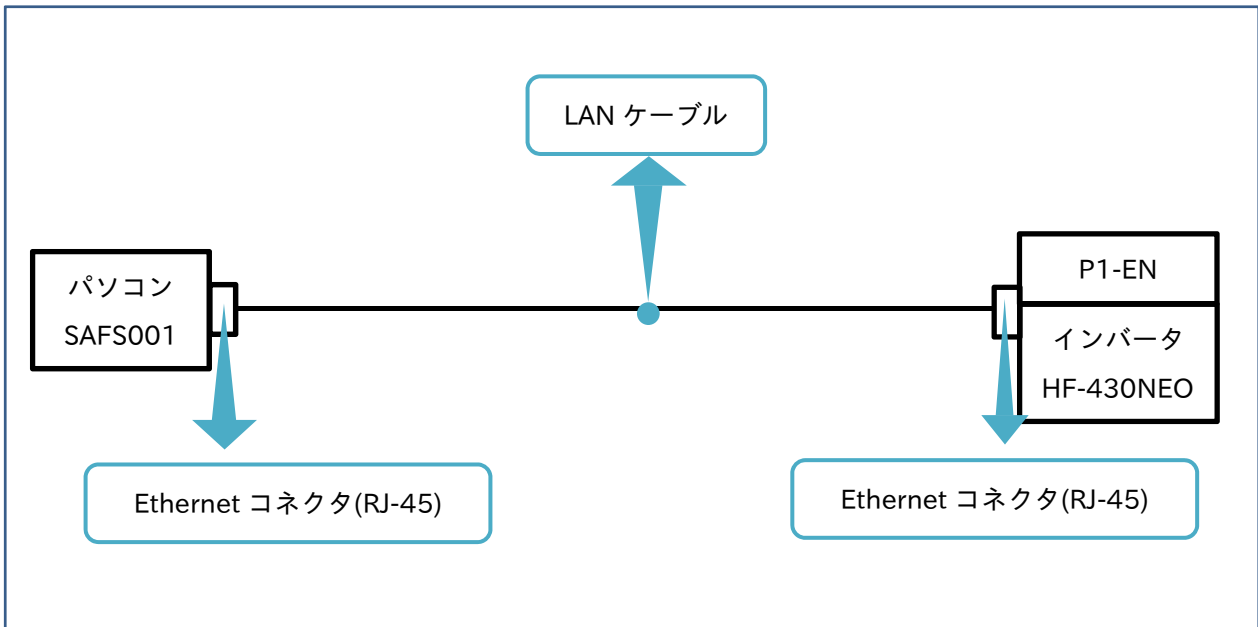 LAN ケーブル
パソコン
SAFS001
P1-EN
インバータ
HF-430NEO
Ethernet コネクタ(RJ-45)
Ethernet コネクタ(RJ-45)